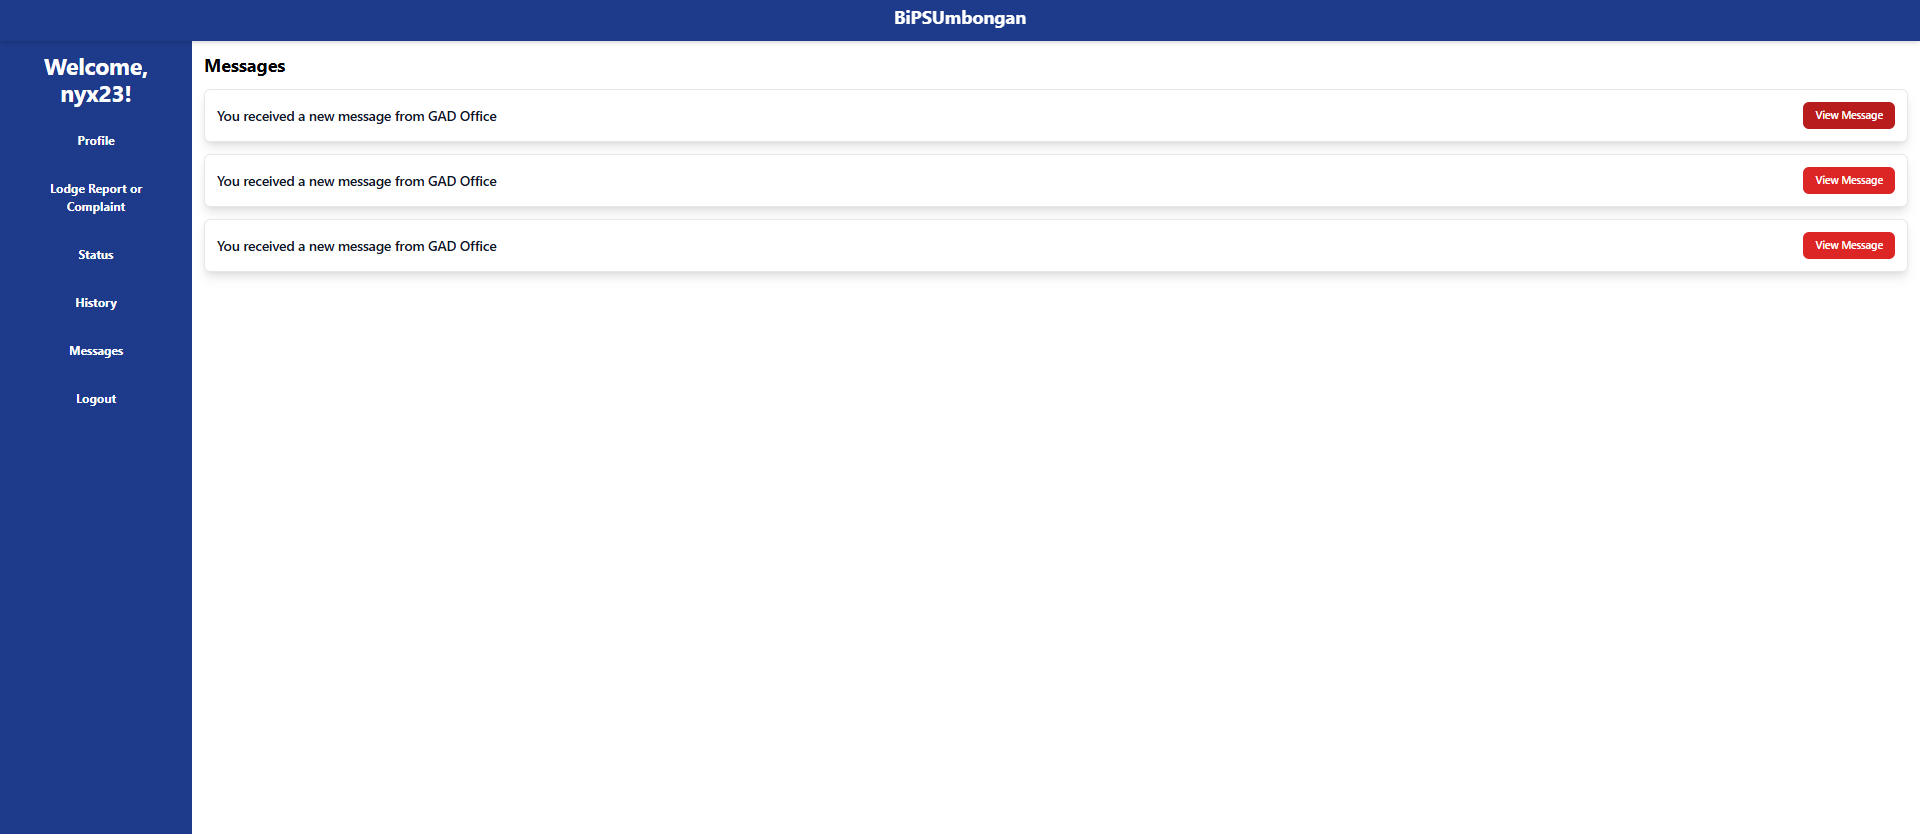 BiPSUmbongan
Welcome,
nyx23!
Profile
Lodge Report or
Complaint
Status
History
Messages
Logout
Messages
You received a new message from GAD Office
View Message
You received a new message from GAD Office
View Message
You received a new message from GAD Office
View Message